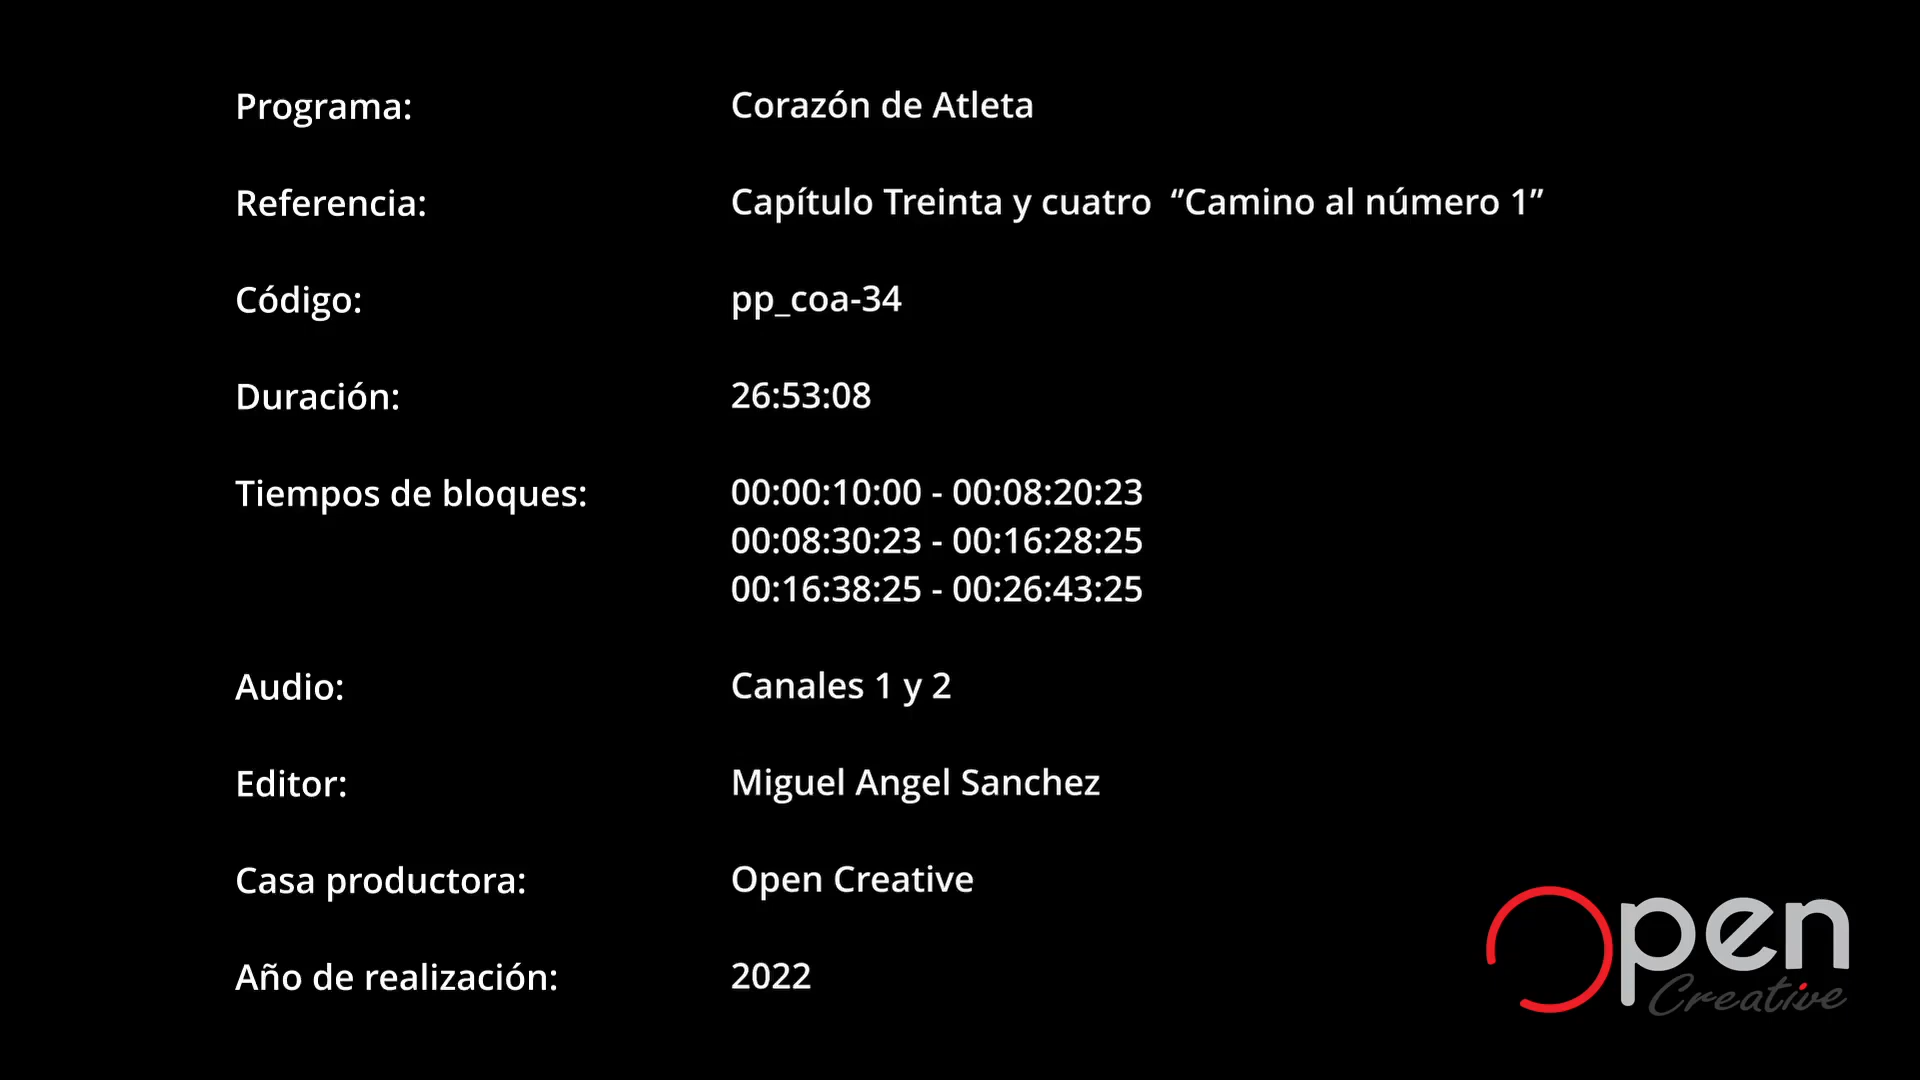 Programa: Corazón de Atleta
Referencia: Capítulo Treinta y cuatro “Camino al número 1”
Código: pp_coa-34
Duración: 26:53:08
Tiempos de bloques: 00:00:10:00 - 00:08:20:23
00:08:30:23 - 00:16:28:25
00:16:38:25 - 00:26:43:25
Audio: Canales 1 y 2
Editor: Miguel Angel Sanchez
Casa productora: Open Creative
Año de realización: 2022
Open
Creative